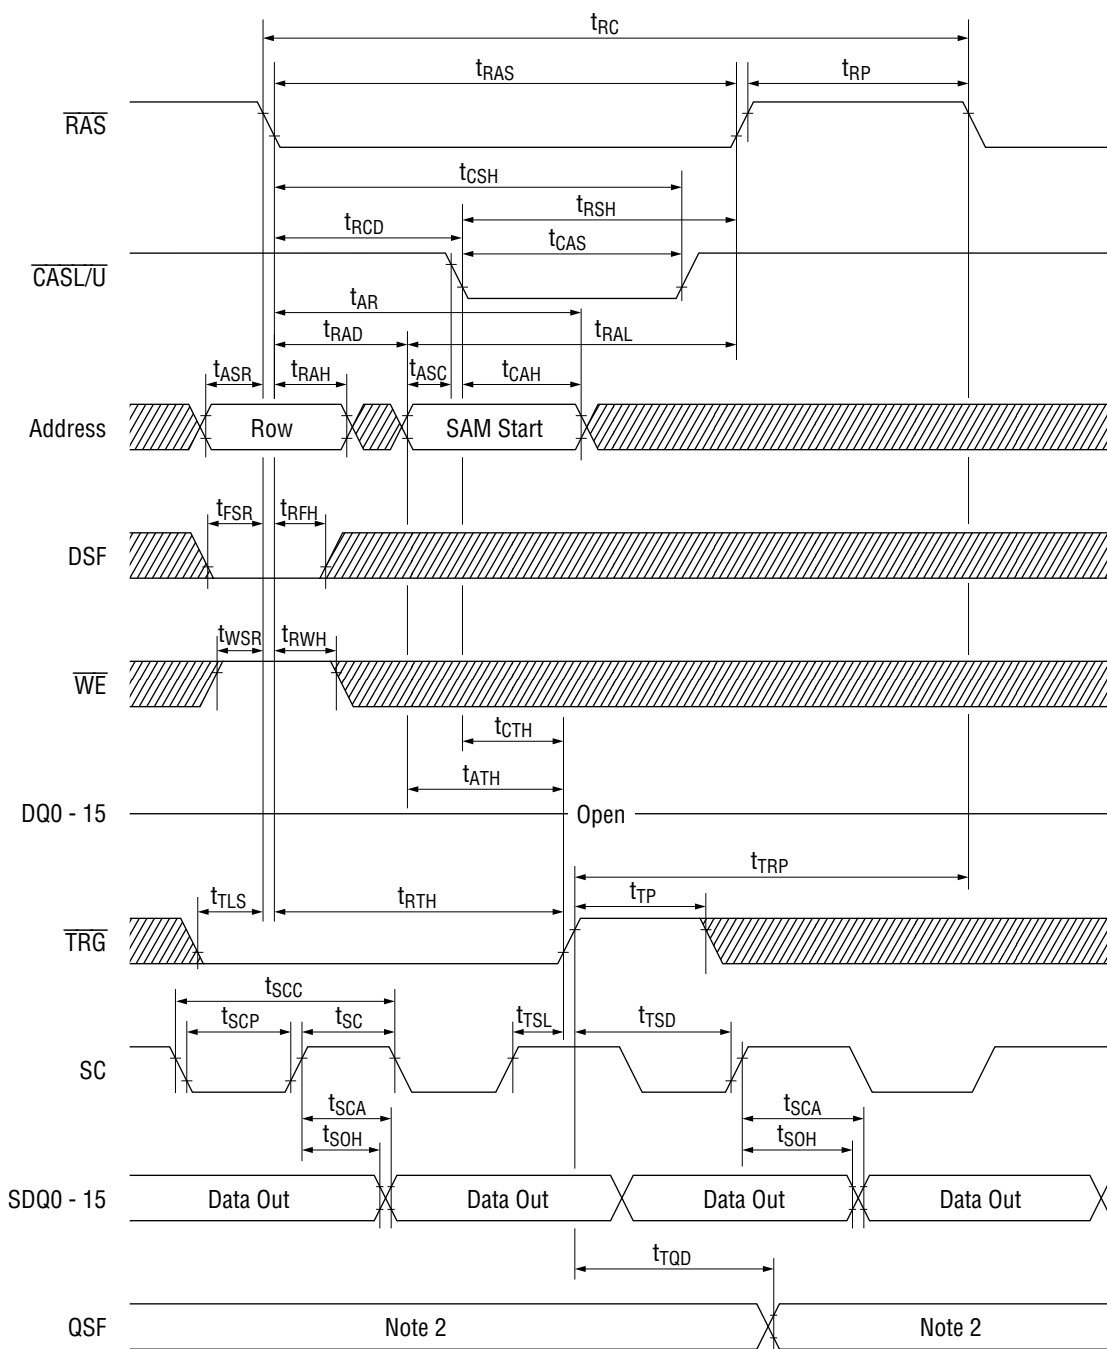 tRC
tRAS tRP
RAS
tCSH
tRSH
tRCD
tCAS
CASL/U
tAR
tRAD tRAL
tASR tRAH tASC tCAH
Address Row SAM Start
tFSR tRFH
DSF
tWSR tRWH
WE
tCTH
tATH
DQ0 - 15 Open
tTRP
tTLS tRTH tTP
TRG
tSCC
tSCP tSC tTSL tTSD
SC
tSCA tSCA
tSOH tSOH
SDQ0 - 15 Data Out Data Out Data Out Data Out
tTQD
QSF Note 2 Note 2